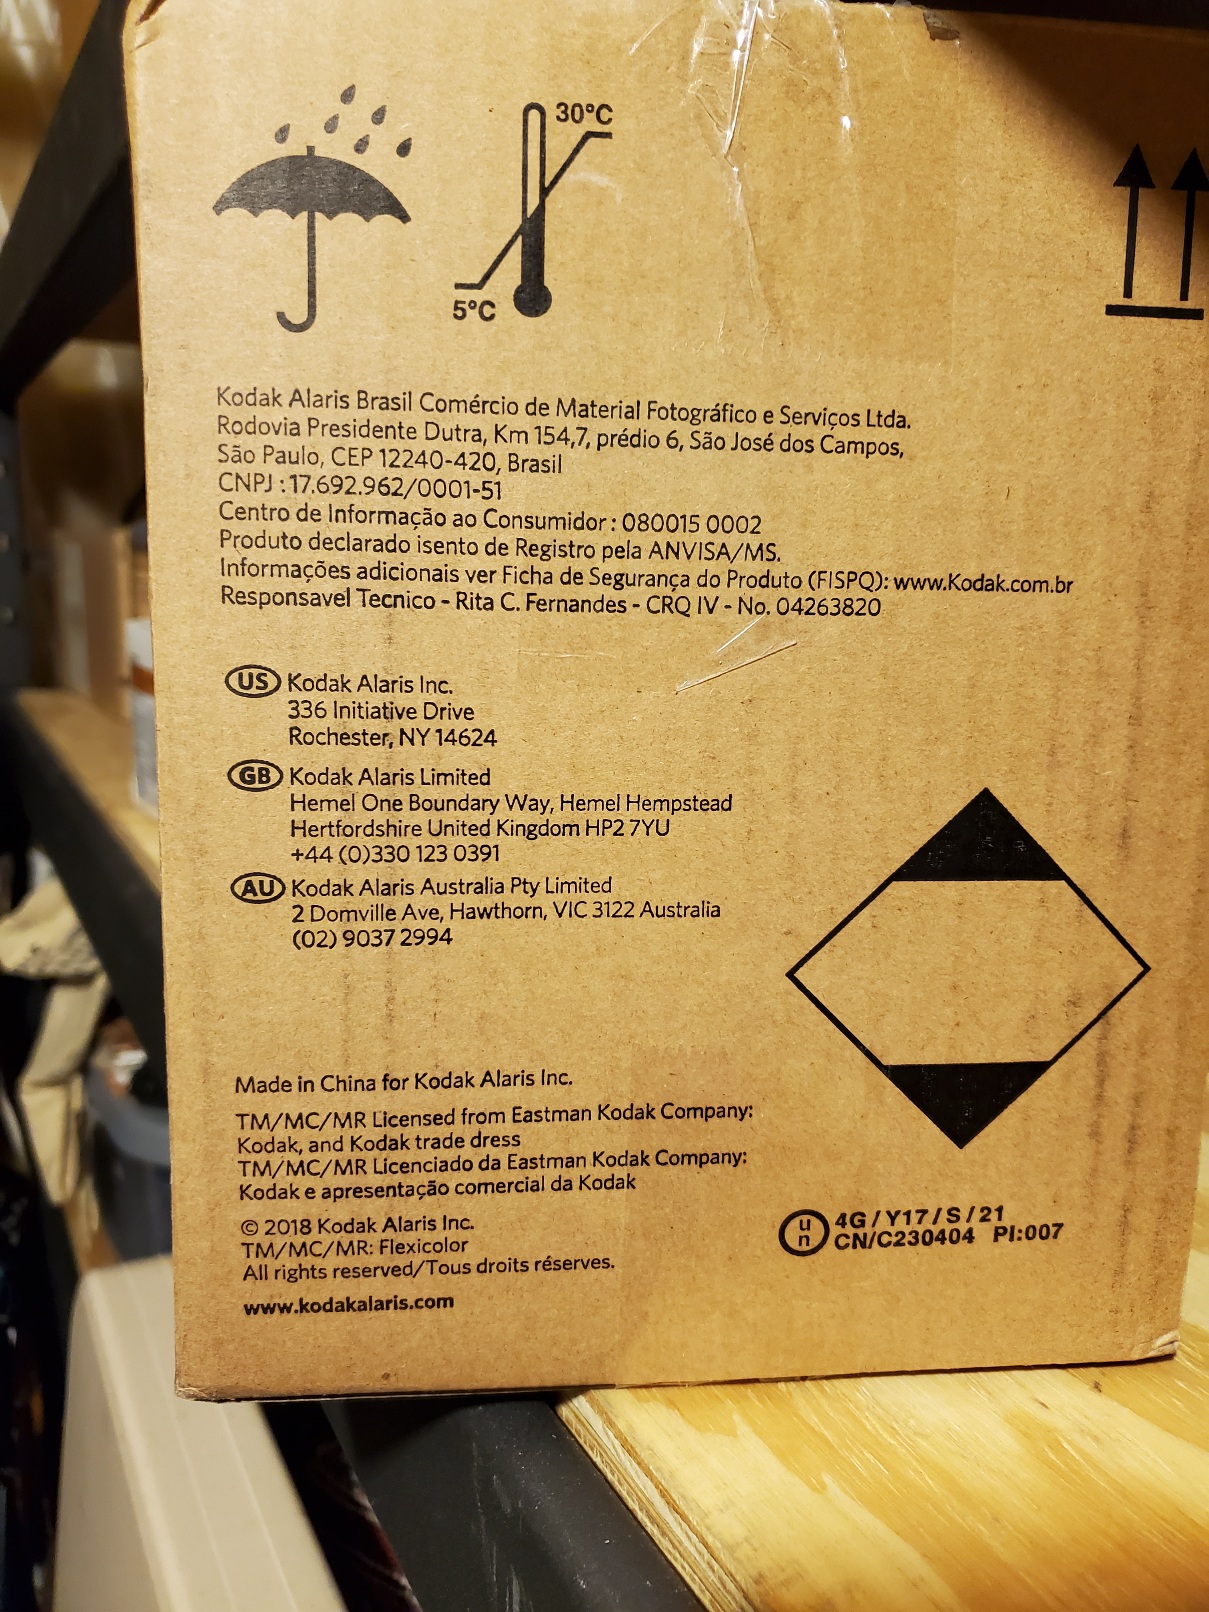 30°C
5°C
Kodak Alaris Brasil Comércio de Material Fotográfico e Serviços Ltda.
Rodovia Presidente Dutra, Km 154,7, prédio 6, São José dos Campos,
São Paulo, CEP 12240-420, Brasil
CNPJ : 17.692.962/0001-51
Centro de Informação ao Consumidor : 080015 0002
Produto declarado isento de Registro pela ANVISA/MS.
Informações adicionais ver Ficha de Segurança do Produto (FISPQ): www.Kodak.com.br
Responsavel Tecnico - Rita C. Fernandes - CRQ IV - No. 04263820
US Kodak Alaris Inc.
336 Initiative Drive
Rochester, NY 14624
GB Kodak Alaris Limited
Hemel One Boundary Way, Hemel Hempstead
Hertfordshire United Kingdom HP2 7YU
+44 (0)330 123 0391
AU Kodak Alaris Australia Pty Limited
2 Domville Ave, Hawthorn, VIC 3122 Australia
(02) 9037 2994
Made in China for Kodak Alaris Inc.
TM/MC/MR Licensed from Eastman Kodak Company:
Kodak, and Kodak trade dress
TM/MC/MR Licenciado da Eastman Kodak Company:
Kodak e apresentação comercial da Kodak
© 2018 Kodak Alaris Inc.
TM/MC/MR: Flexicolor
All rights reserved/Tous droits réservés.
www.kodakalaris.com
un
4G/Y17/S/21
CN/C230404 PI:007